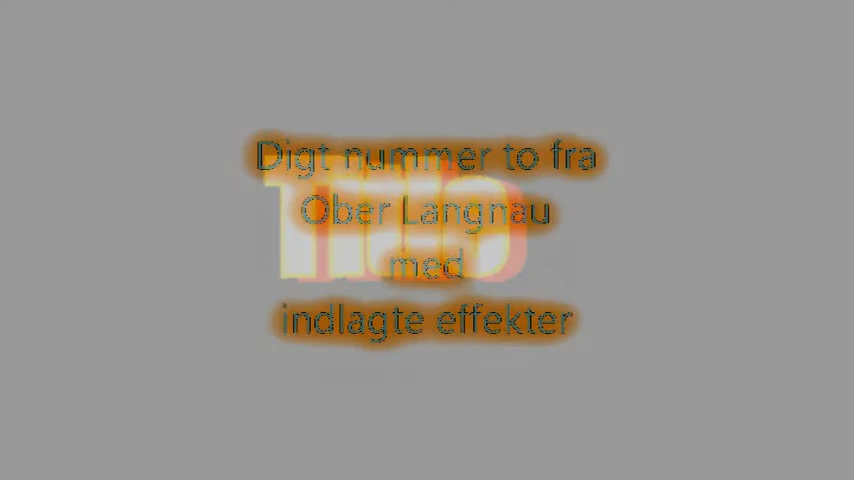 Digt nummer to fra
Ober Langnau
med
indlagte effekter